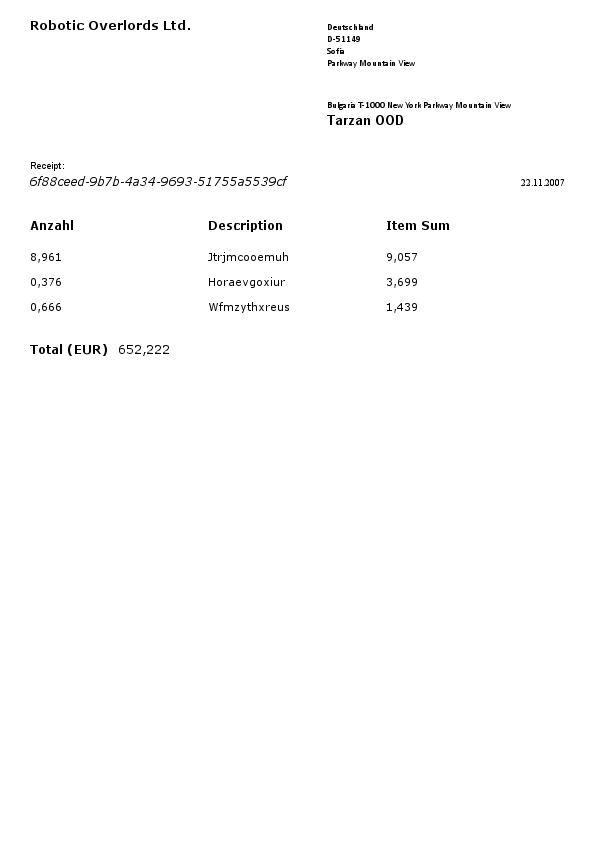 Robotic Overlords Ltd.
Deutschland
D-51149
Sofia
Parkway Mountain View
Bulgaria T-1000 New York Parkway Mountain View
Tarzan OOD
Receipt:
6f88ceed-9b7b-4a34-9693-51755a5539cf
22.11.2007
Anzahl Description Item Sum
8,961 Jtrjmcooemuh 9,057
0,376 Horaevgoxiur 3,699
0,666 Wfmzythxreus 1,439
Total (EUR) 652,222